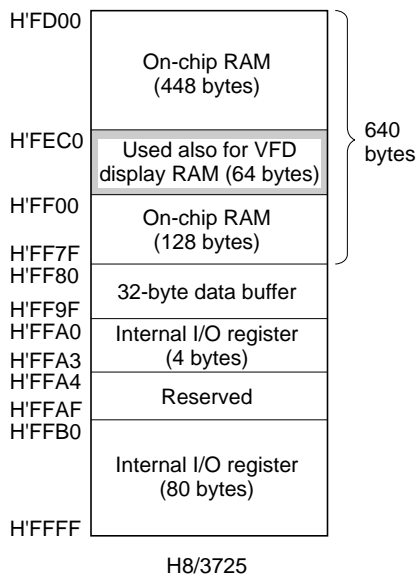 H'FD00
On-chip RAM
(448 bytes)
640
bytes
H'FEC0
Used also for VFD
display RAM (64 bytes)
H'FF00
On-chip RAM
(128 bytes)
H'FF7F
H'FF80
32-byte data buffer
H'FF9F
H'FFA0
Internal I/O register
(4 bytes)
H'FFA3
H'FFA4
Reserved
H'FFAF
H'FFB0
Internal I/O register
(80 bytes)
H'FFFF
H8/3725